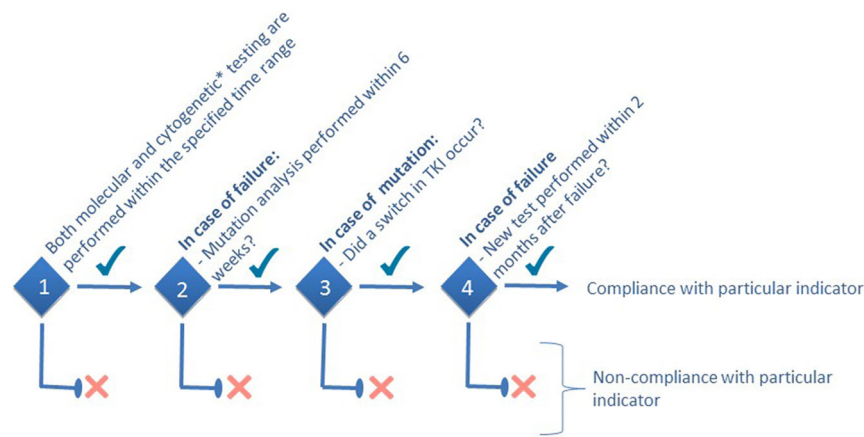 Both molecular and cytogenetic* testing are
performed within the specified time range
In case of failure:
- Mutation analysis performed within 6
weeks?
In case of mutation:
- Did a switch in TKI occur?
In case of failure
- New test performed within 2
months after failure?
1
2
3
4
Compliance with particular indicator
Non-compliance with particular
indicator